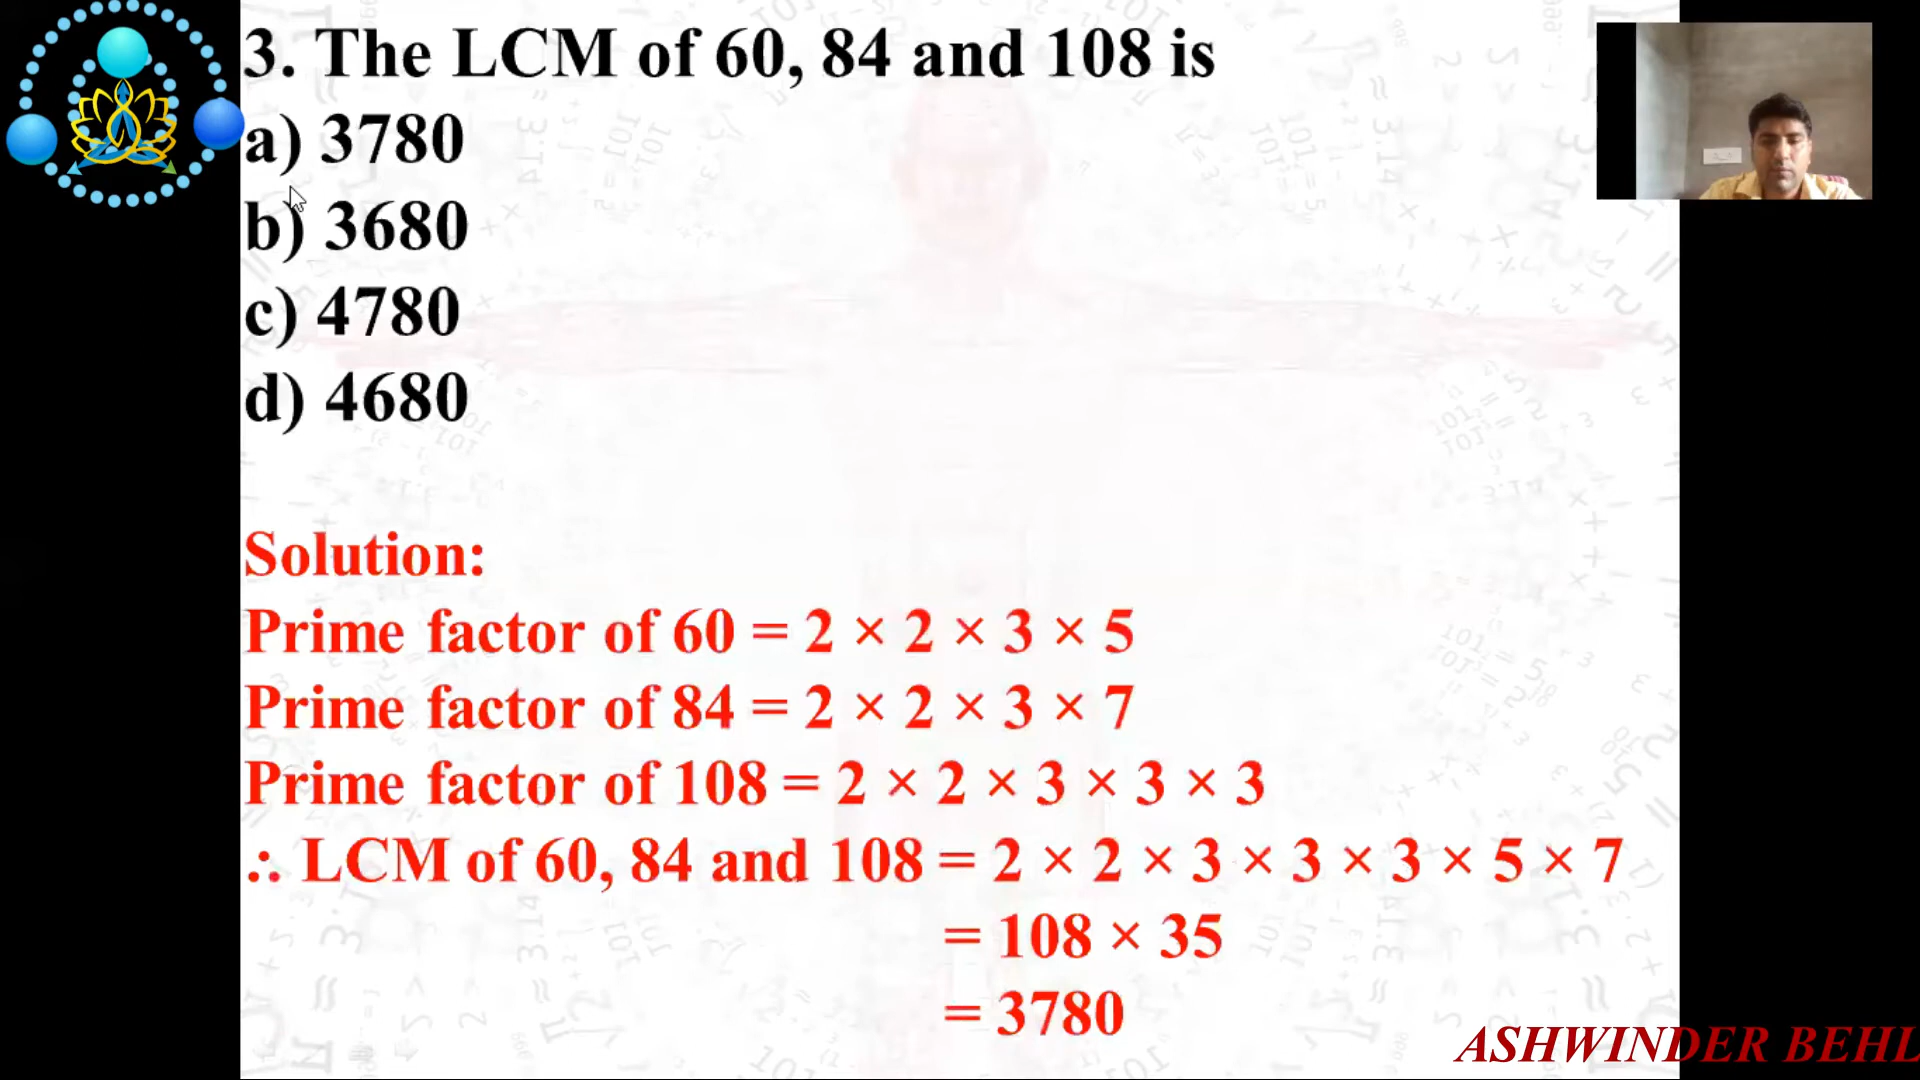 3. The LCM of 60, 84 and 108 is
a) 3780
b) 3680
c) 4780
d) 4680
Solution:
Prime factor of 60 = 2 × 2 × 3 × 5
Prime factor of 84 = 2 × 2 × 3 × 7
Prime factor of 108 = 2 × 2 × 3 × 3 × 3
∴ LCM of 60, 84 and 108 = 2 × 2 × 3 × 3 × 3 × 5 × 7
= 108 × 35
= 3780
ASHWINDER BEHL